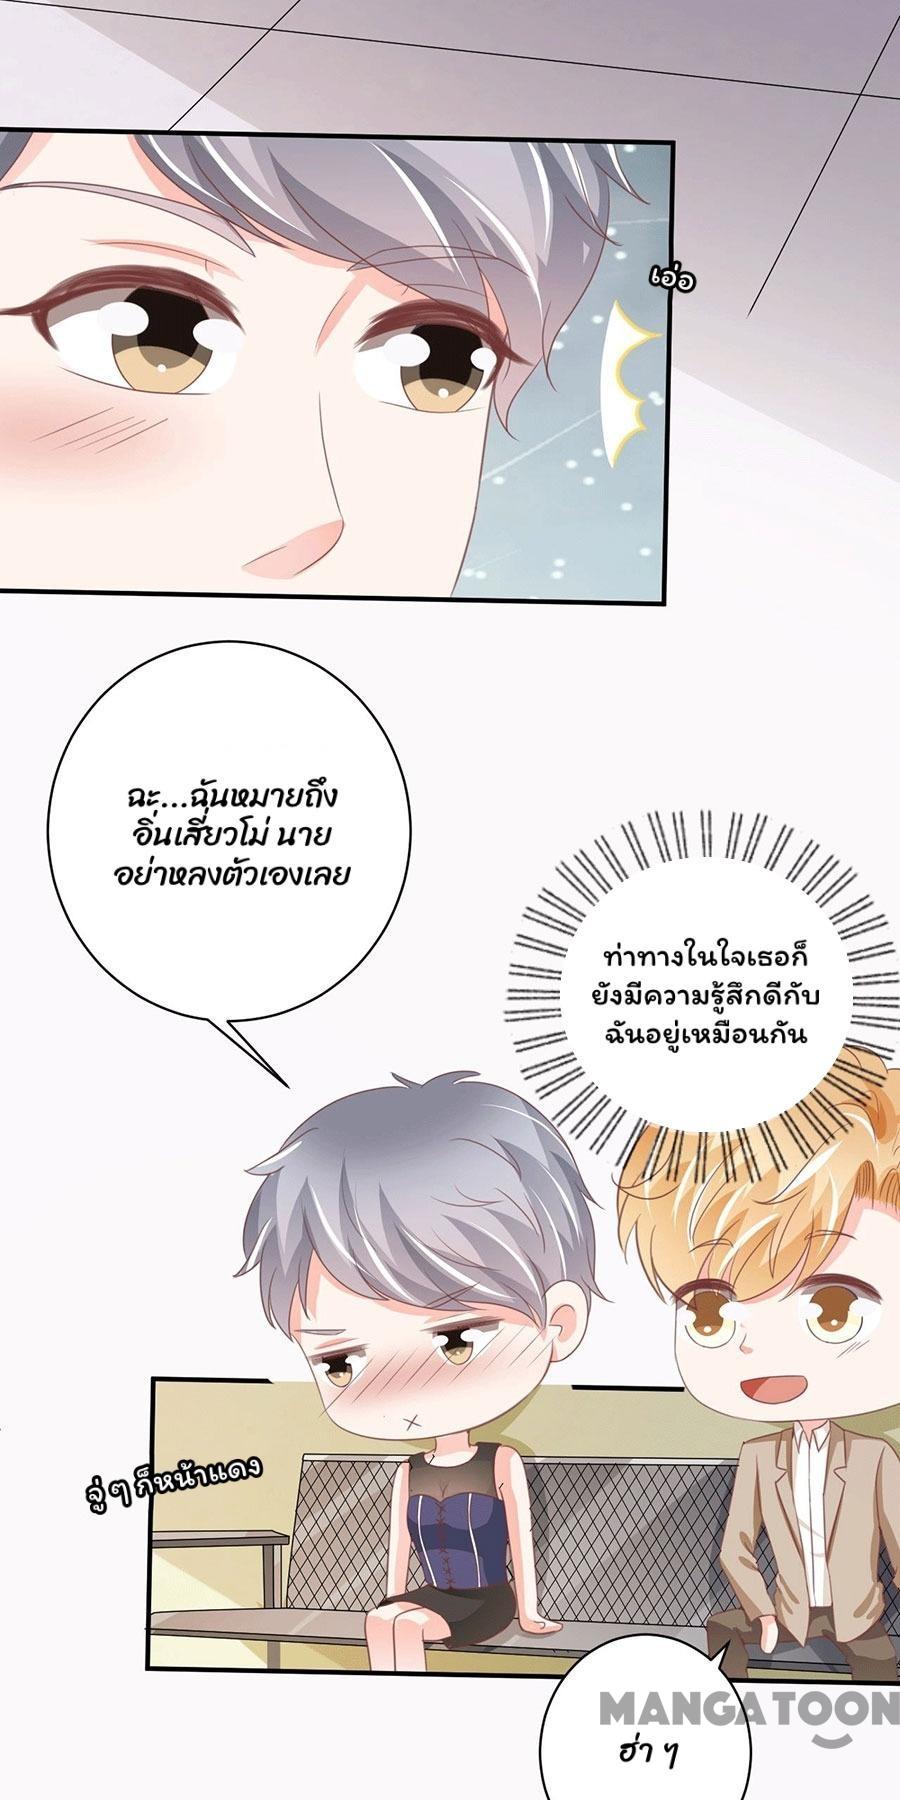 เอ๋อ
ฉะ...ฉันหมายถึง
อิ่นเสี่ยวโม่ นาย
อย่าหลงตัวเองเลย
ท่าทางในใจเธอก็
ยังมีความรู้สึกดีกับ
ฉันอยู่เหมือนกัน
จู่ ๆ ก็หน้าแดง
MANGATOON
ฮ่า ๆ